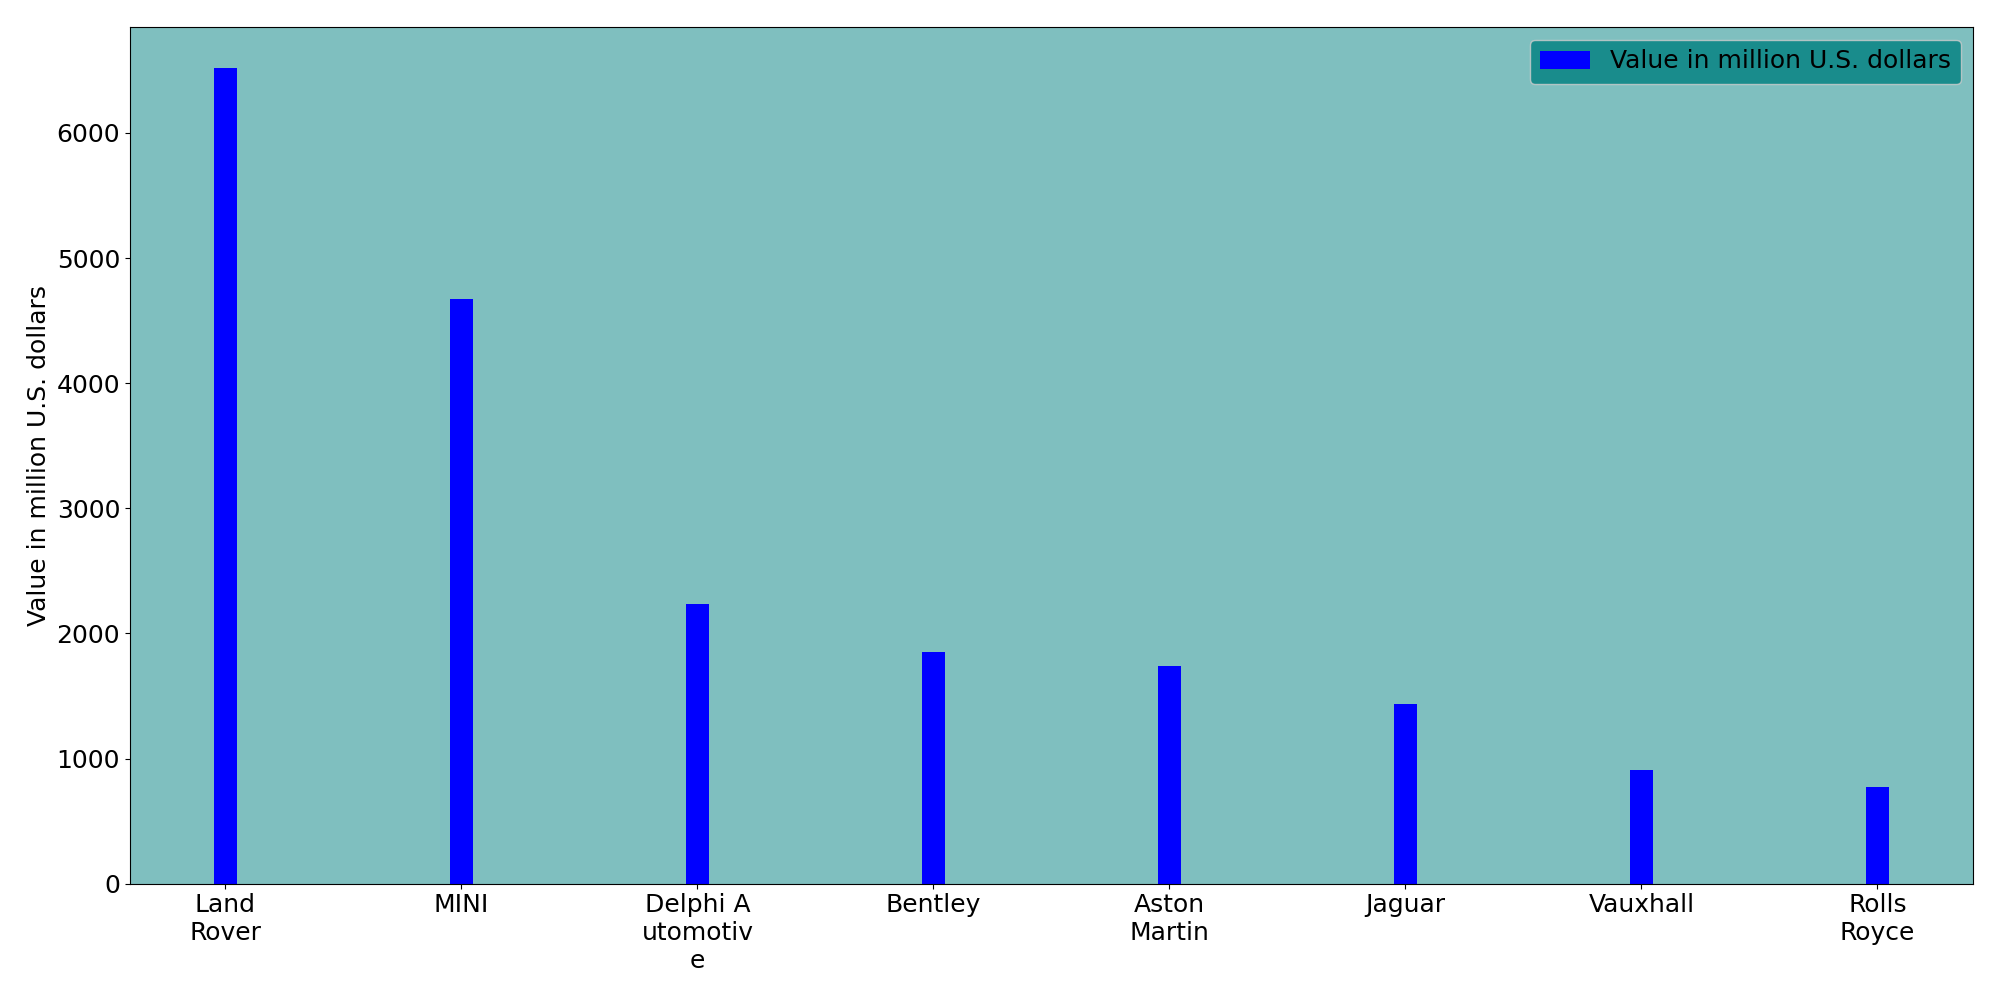 Value in million U.S. dollars
Value in million U.S. dollars
6000
5000
4000
3000
2000
1000
0
Land
Rover
MINI
Delphi A
utomotiv
e
Bentley
Aston
Martin
Jaguar
Vauxhall
Rolls
Royce